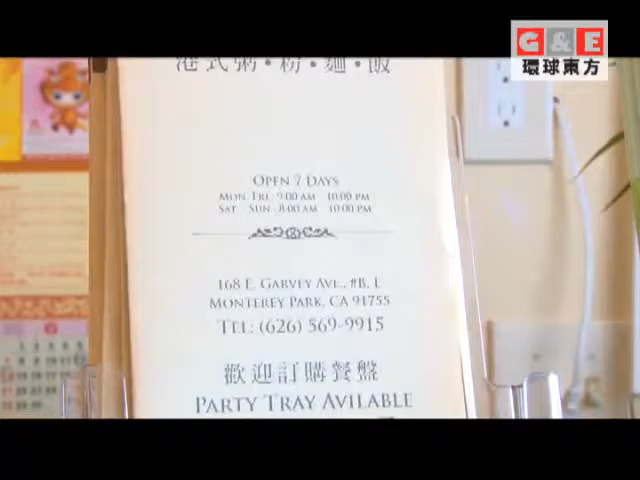 G&E
環球東方
港式粥•粉•麵•飯
OPEN 7 DAYS
MON. FRI. 9:00 AM 10:00 PM
SAT. SUN. 8:00 AM 10:00 PM
168 E. GARVEY AVE., #B, L
MONTEREY PARK, CA 91755
TEL: (626) 569-9915
歡迎訂購餐盤
PARTY TRAY AVILABLE